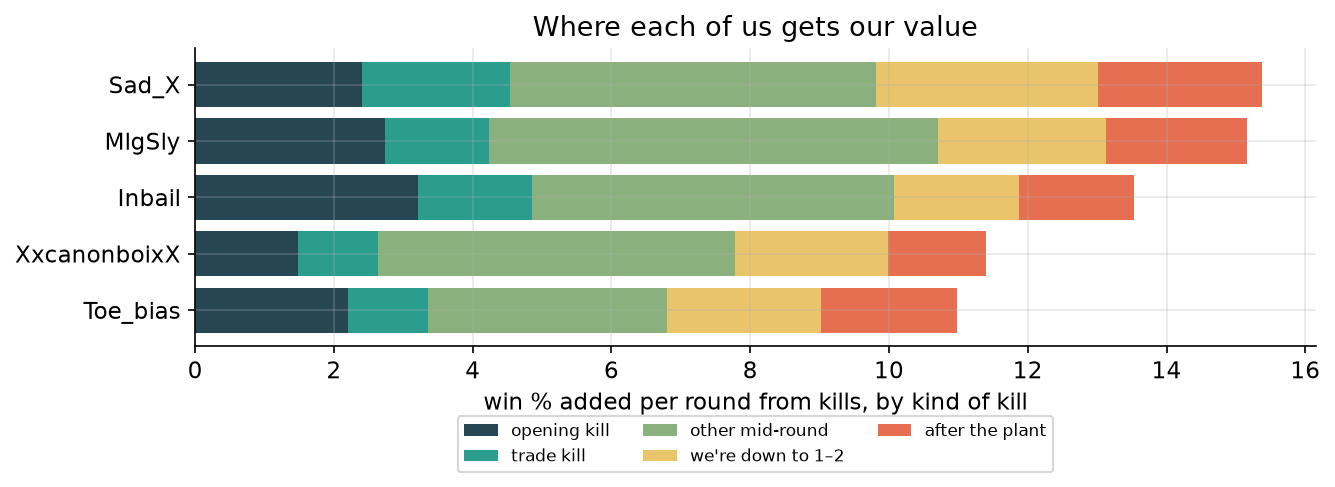 Where each of us gets our value
Sad_X
MlgSly
Inbail
XxcanonboixX
Toe_bias
0 2 4 6 8 10 12 14 16
win % added per round from kills, by kind of kill
opening kill other mid-round after the plant
trade kill we're down to 1–2